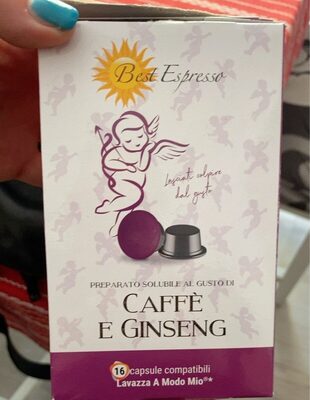 Best Espresso
Lasciati colpire
dal gusto
PREPARATO SOLUBILE AL GUSTO DI
CAFFÈ
E GINSENG
16 capsule compatibili
Lavazza A Modo Mio®*